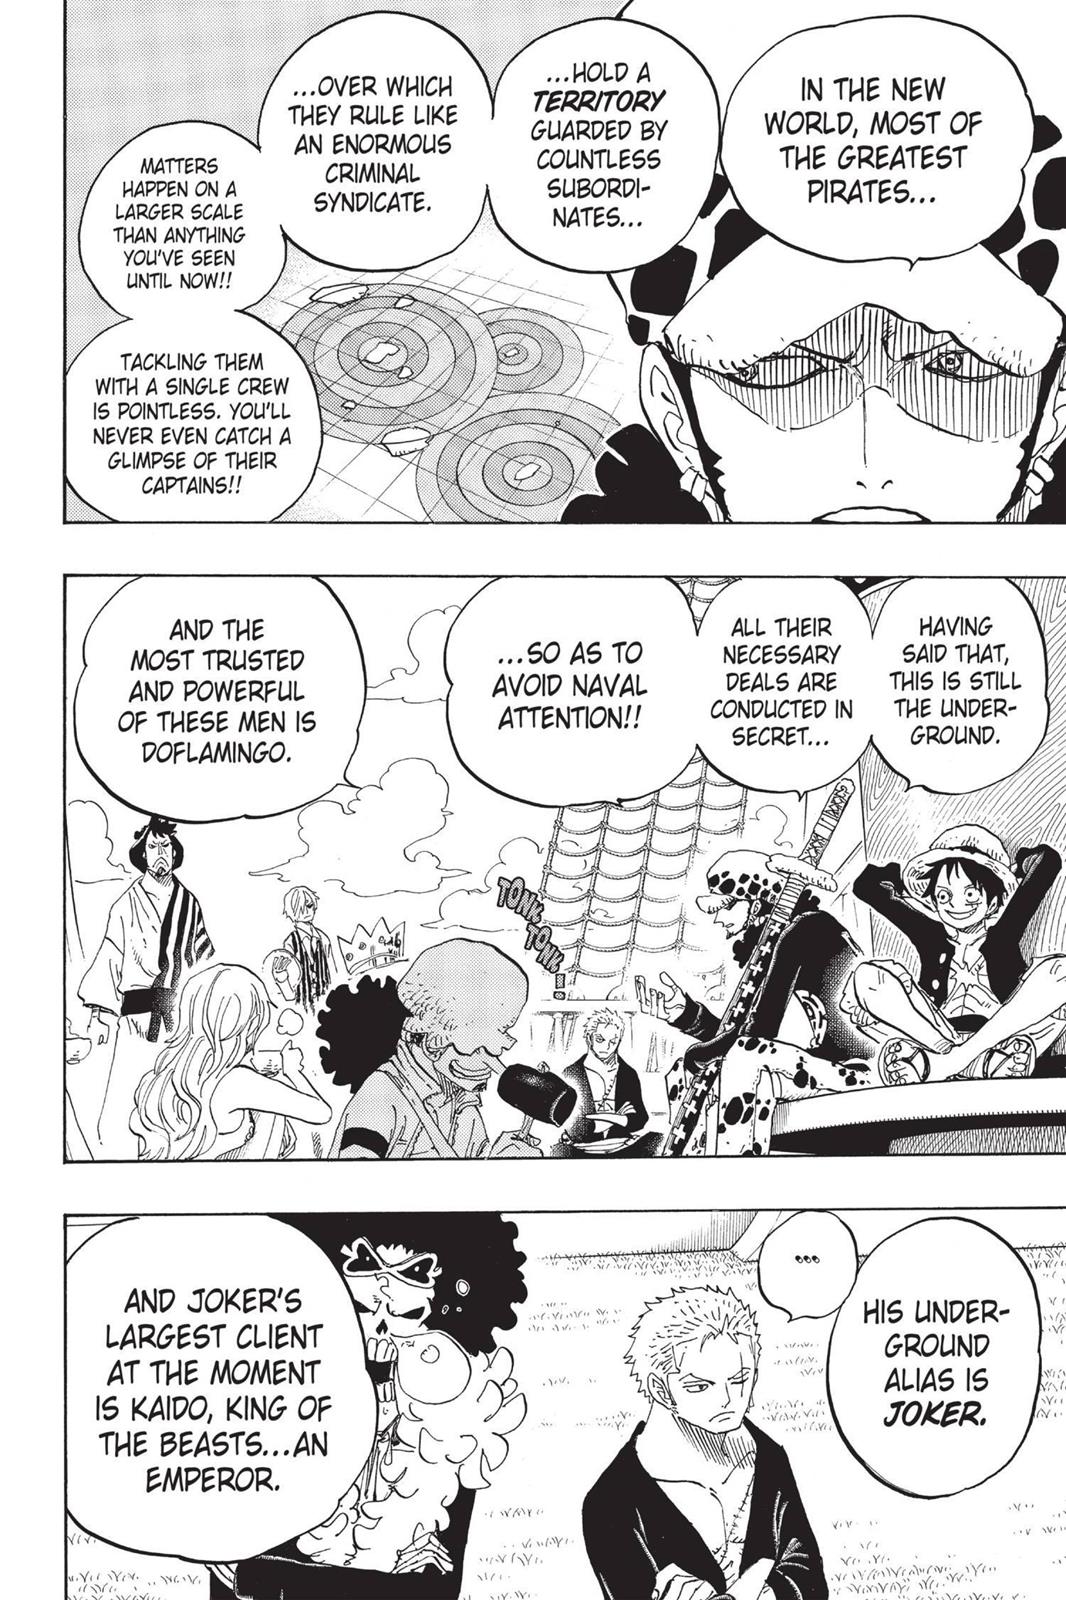 IN THE NEW
WORLD, MOST OF
THE GREATEST
PIRATES...
...HOLD A
TERRITORY
GUARDED BY
COUNTLESS
SUBORDI-
NATES...
...OVER WHICH
THEY RULE LIKE
AN ENORMOUS
CRIMINAL
SYNDICATE.
MATTERS
HAPPEN ON A
LARGER SCALE
THAN ANYTHING
YOU'VE SEEN
UNTIL NOW!!
TACKLING THEM
WITH A SINGLE CREW
IS POINTLESS. YOU'LL
NEVER EVEN CATCH A
GLIMPSE OF THEIR
CAPTAINS!!
HAVING
SAID THAT,
THIS IS STILL
THE UNDER-
GROUND.
ALL THEIR
NECESSARY
DEALS ARE
CONDUCTED IN
SECRET...
...SO AS TO
AVOID NAVAL
ATTENTION!!
AND THE
MOST TRUSTED
AND POWERFUL
OF THESE MEN IS
DOFLAMINGO.
TONK
TONK!
HIS UNDER-
GROUND
ALIAS IS
JOKER.
...
AND JOKER'S
LARGEST CLIENT
AT THE MOMENT
IS KAIDO, KING OF
THE BEASTS...AN
EMPEROR.